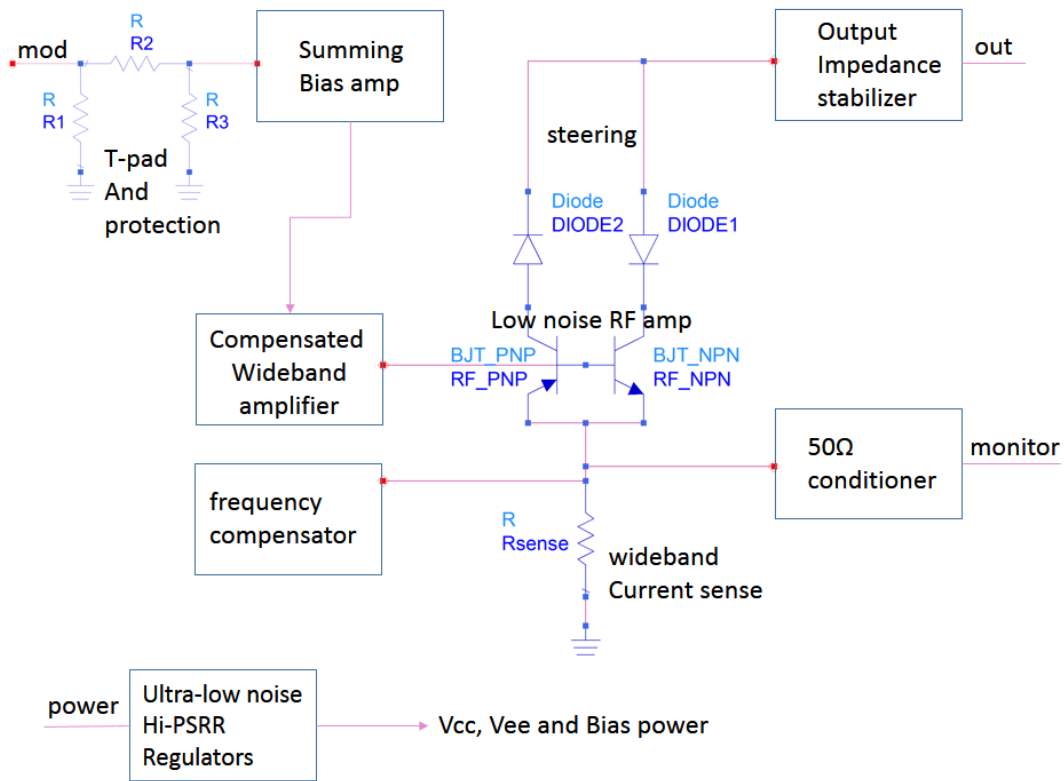 mod
R
R2
R
R1
R
R3
T-pad
And
protection
Summing
Bias amp
Output
Impedance
stabilizer
out
steering
Diode
DIODE2
Diode
DIODE1
Low noise RF amp
BJT_PNP
RF_PNP
BJT_NPN
RF_NPN
Compensated
Wideband
amplifier
50Ω
conditioner
monitor
frequency
compensator
R
Rsense
wideband
Current sense
power
Ultra-low noise
Hi-PSRR
Regulators
Vcc, Vee and Bias power